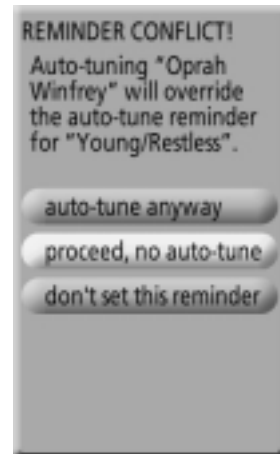 REMINDER CONFLICT!
Auto-tuning "Oprah
Winfrey" will override
the auto-tune reminder
for "Young/Restless".
auto-tune anyway
proceed, no auto-tune
don't set this reminder